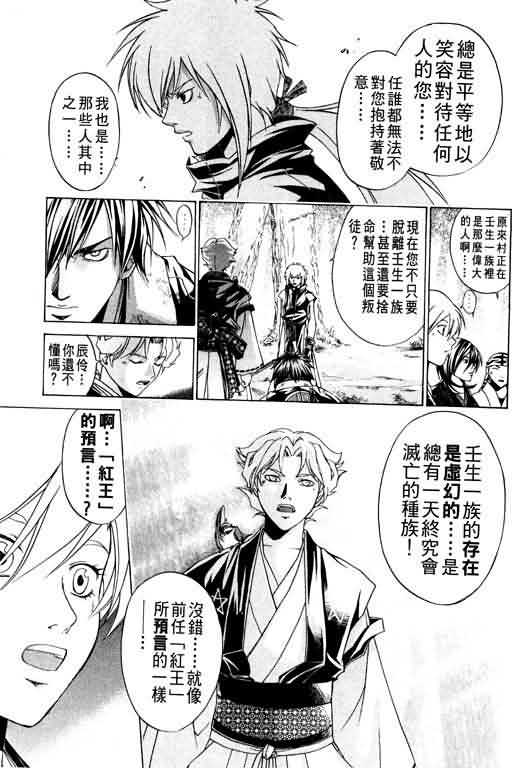 總是平等地以
笑容對待任何
人的您……
任誰都無法不
對您抱持著敬
意……
我也是……
那些人其中
之一……
原來村正在
壬生一族裡
是那麼偉大
的人啊……
現在您不只要
脫離壬生一族
…甚至還要捨
命幫助這個叛
徒？
…
…
辰伶…
你還不
懂嗎？
壬生一族的存在
是虛幻的……是
總有一天終究會
滅亡的種族！
啊…「紅王」
的預言……？
沒錯……就像
前任「紅王」
所預言的一樣
……